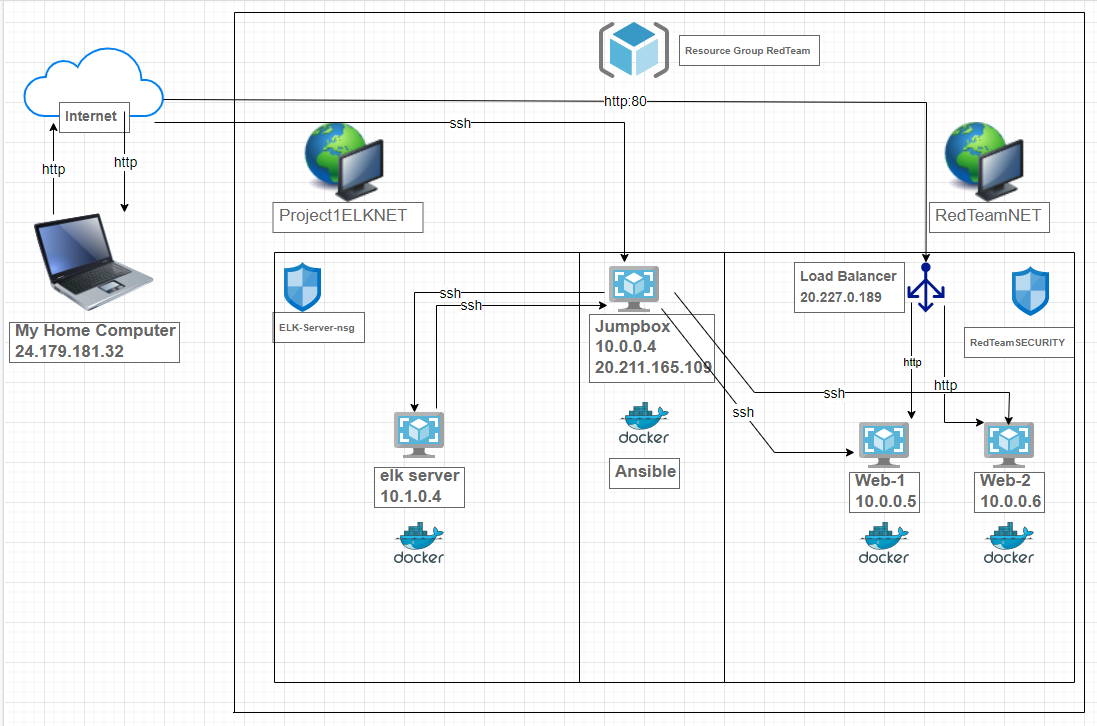 Resource Group RedTeam
http:80
Internet
ssh
http
http
Project1ELKNET
RedTeamNET
My Home Computer
24.179.181.32
ELK-Server-nsg
ssh
ssh
Jumpbox
10.0.0.4
20.211.165.109
Load Balancer
20.227.0.189
RedTeamSECURITY
http
http
ssh
ssh
docker
Ansible
elk server
10.1.0.4
docker
Web-1
10.0.0.5
docker
Web-2
10.0.0.6
docker